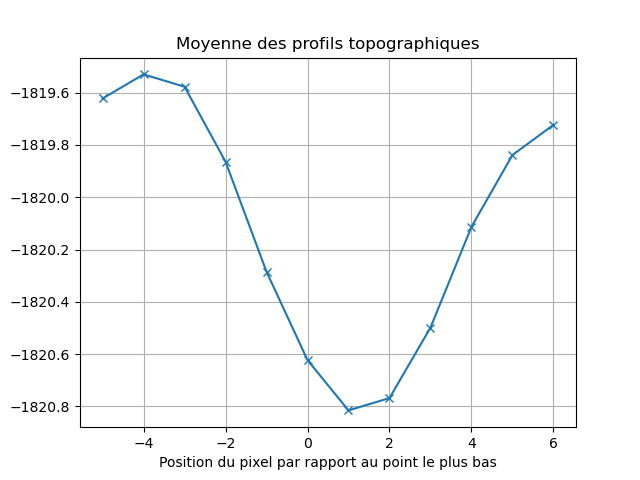 Moyenne des profils topographiques
−1819.6
−1819.8
−1820.0
−1820.2
−1820.4
−1820.6
−1820.8
−4 −2 0 2 4 6
Position du pixel par rapport au point le plus bas